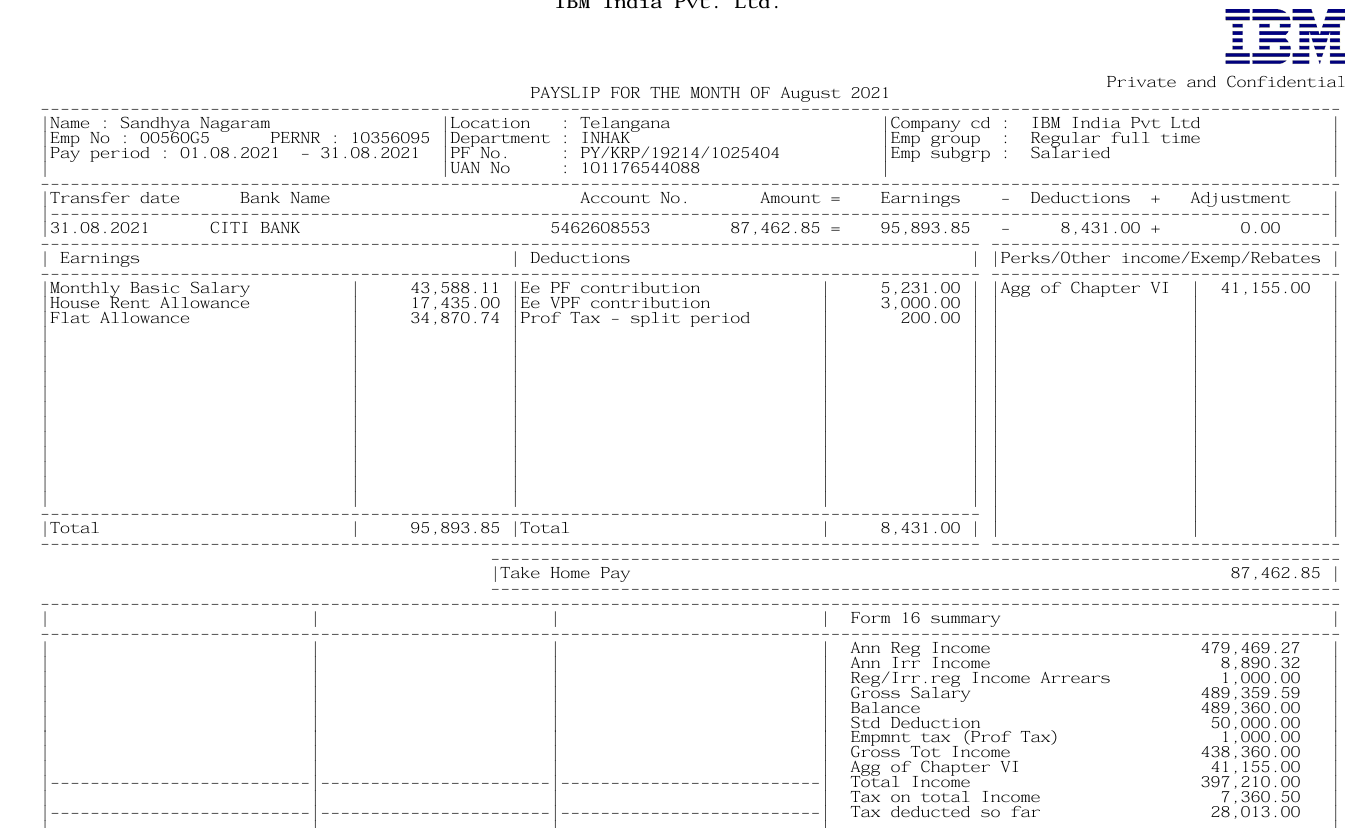 IBM India Pvt. Ltd.
IBM
Private and Confidential
PAYSLIP FOR THE MONTH OF August 2021
Name : Sandhya Nagaram |Location : Telangana |Company cd : IBM India Pvt Ltd
Emp No : 00560G5 PERNR : 10356095 |Department : INHAK |Emp group : Regular full time
Pay period : 01.08.2021 - 31.08.2021 |PF No. : PY/KRP/19214/1025404 |Emp subgrp : Salaried
|UAN No : 101176544088
Transfer date Bank Name Account No. Amount = Earnings - Deductions + Adjustment
31.08.2021 CITI BANK 5462608553 87,462.85 = 95,893.85 - 8,431.00 + 0.00
| Earnings | Deductions | |Perks/Other income/Exemp/Rebates |
Monthly Basic Salary | 43,588.11 |Ee PF contribution | 5,231.00 | |Agg of Chapter VI | 41,155.00
House Rent Allowance | 17,435.00 |Ee VPF contribution | 3,000.00
Flat Allowance | 34,870.74 |Prof Tax - split period | 200.00
|Total | 95,893.85 |Total | 8,431.00 |
|Take Home Pay 87,462.85 |
Form 16 summary
Ann Reg Income 479,469.27
Ann Irr Income 8,890.32
Reg/Irr.reg Income Arrears 1,000.00
Gross Salary 489,359.59
Balance 489,360.00
Std Deduction 50,000.00
Empmnt tax (Prof Tax) 1,000.00
Gross Tot Income 438,360.00
Agg of Chapter VI 41,155.00
Total Income 397,210.00
Tax on total Income 7,360.50
Tax deducted so far 28,013.00